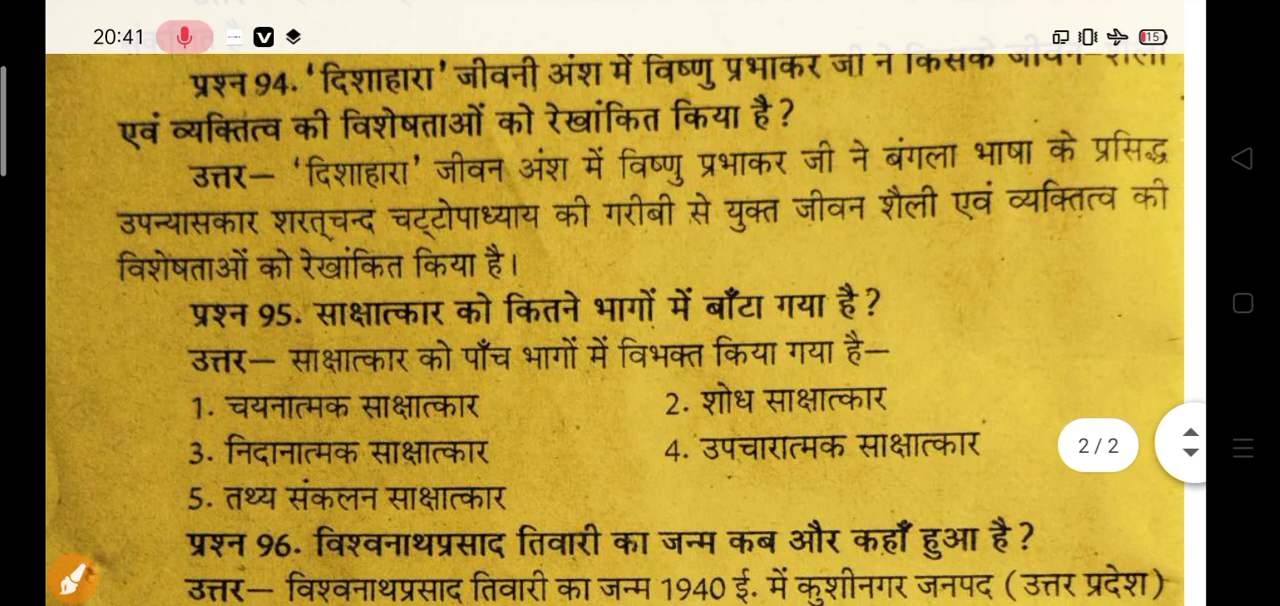 20:41
15
प्रश्न 94. 'दिशाहारा' जीवनी अंश में विष्णु प्रभाकर जी ने किसके जीवन शैली
एवं व्यक्तित्व की विशेषताओं को रेखांकित किया है?
उत्तर— 'दिशाहारा' जीवन अंश में विष्णु प्रभाकर जी ने बंगला भाषा के प्रसिद्ध
उपन्यासकार शरत्चन्द चट्टोपाध्याय की गरीबी से युक्त जीवन शैली एवं व्यक्तित्व की
विशेषताओं को रेखांकित किया है।
प्रश्न 95. साक्षात्कार को कितने भागों में बाँटा गया है?
उत्तर— साक्षात्कार को पाँच भागों में विभक्त किया गया है—
1. चयनात्मक साक्षात्कार 2. शोध साक्षात्कार
3. निदानात्मक साक्षात्कार 4. उपचारात्मक साक्षात्कार
2/2
5. तथ्य संकलन साक्षात्कार
प्रश्न 96. विश्वनाथप्रसाद तिवारी का जन्म कब और कहाँ हुआ है?
उत्तर— विश्वनाथप्रसाद तिवारी का जन्म 1940 ई. में कुशीनगर जनपद (उत्तर प्रदेश)